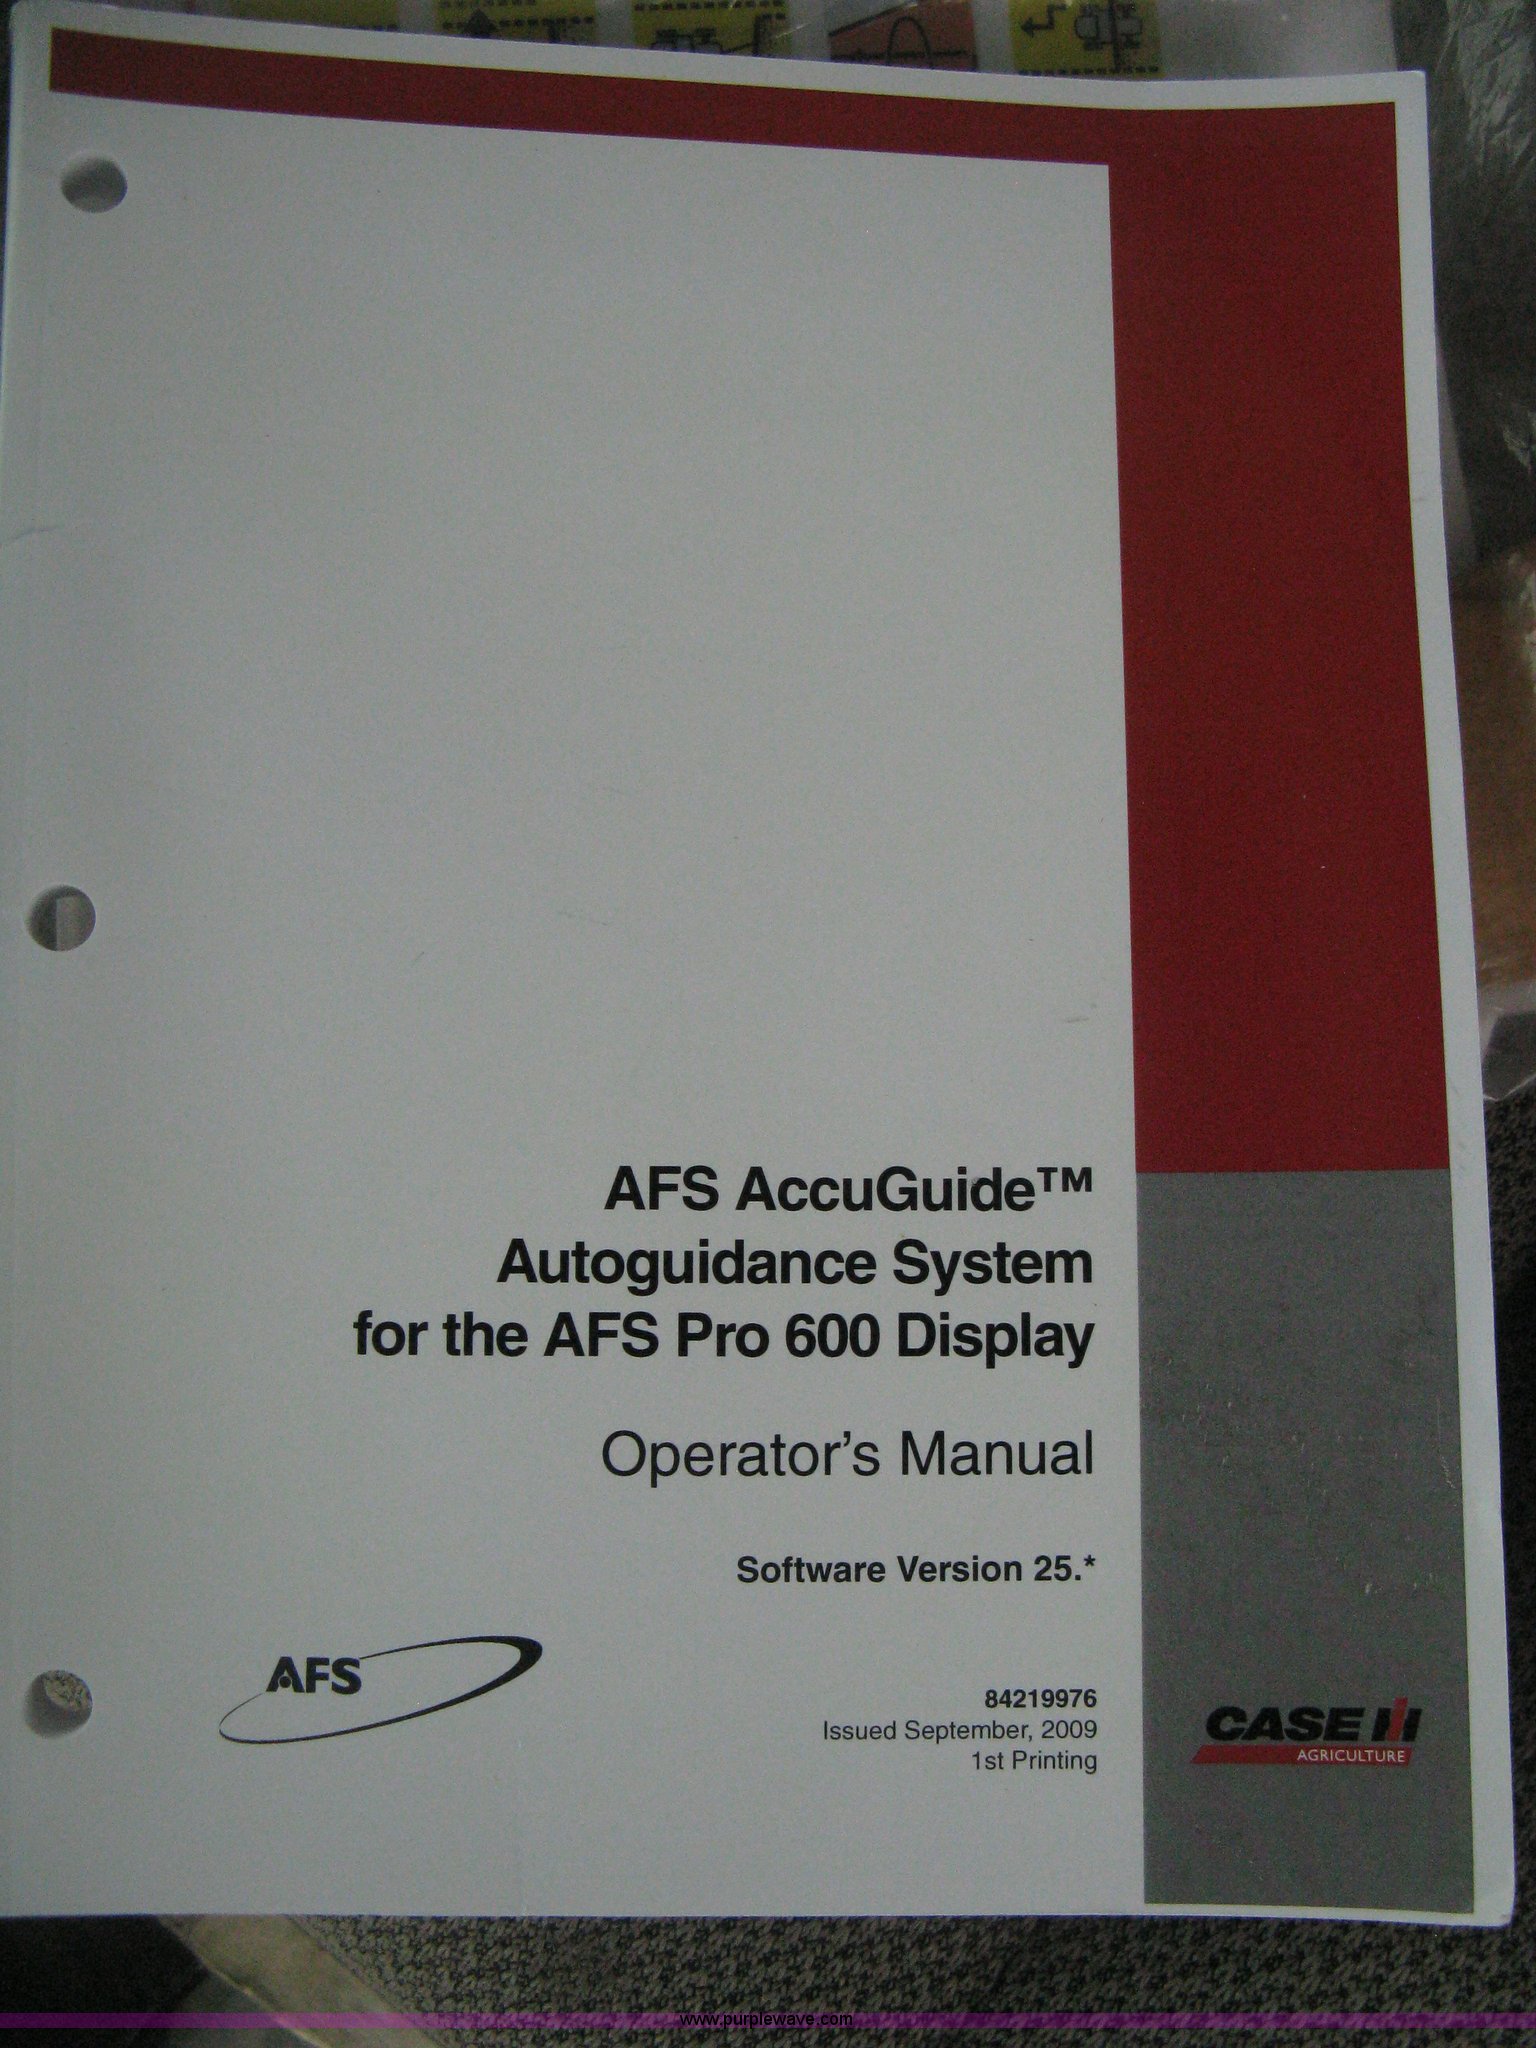 AFS AccuGuide™
Autoguidance System
for the AFS Pro 600 Display
Operator's Manual
Software Version 25.*
AFS
84219976
Issued September, 2009
1st Printing
CASE IH
AGRICULTURE
www.purplewave.com